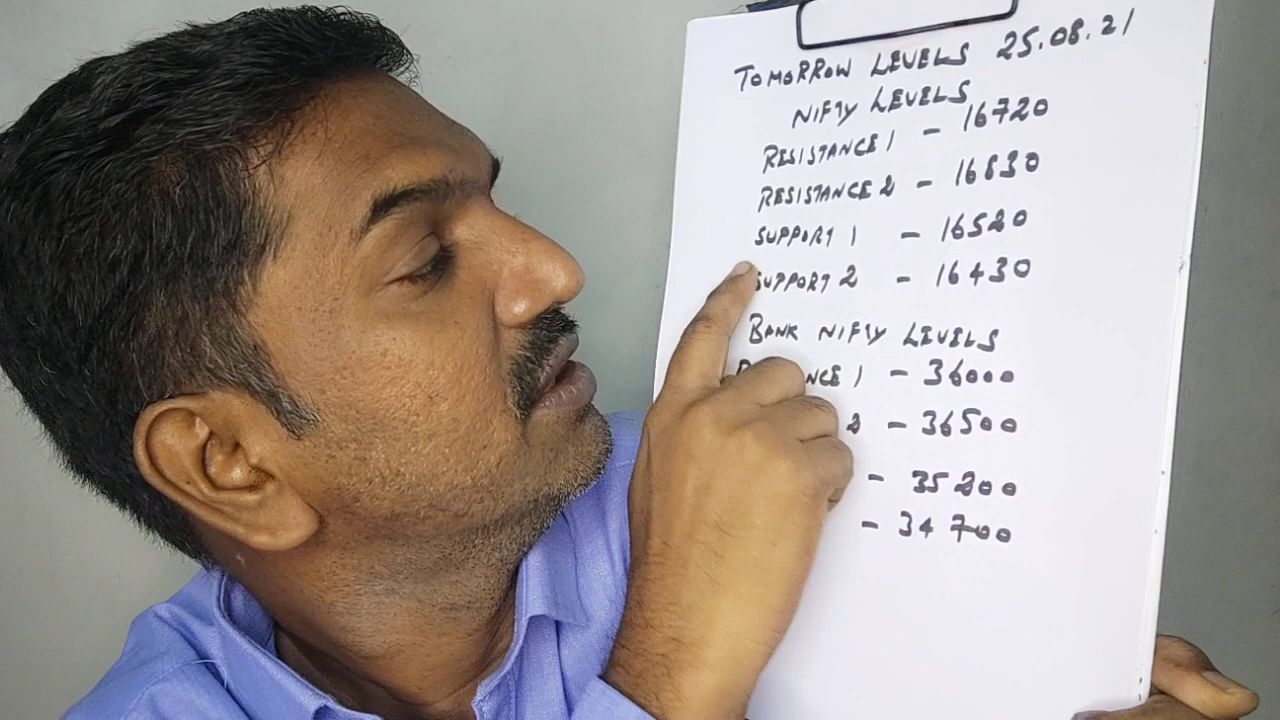 TOMORROW LEVELS 25.08.21
NIFTY LEVELS
RESISTANCE 1 - 16720
RESISTANCE 2 - 16830
SUPPORT 1 - 16520
SUPPORT 2 - 16430
BANK NIFTY LEVELS
1 - 36000
2 - 36500
- 35200
- 34700